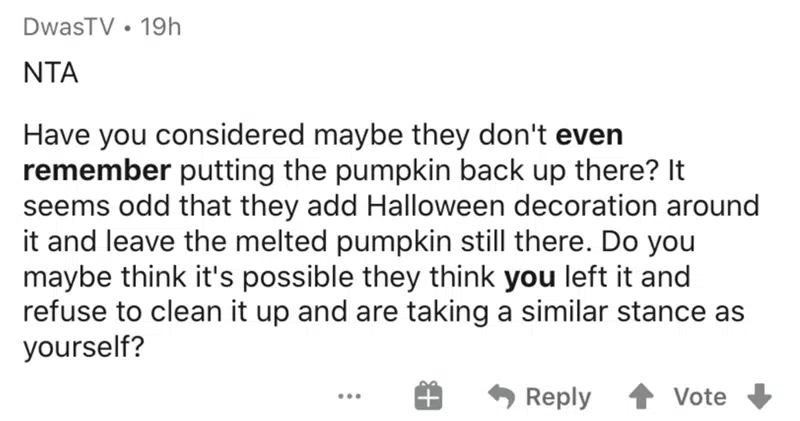 DwasTV • 19h
NTA
Have you considered maybe they don't even
remember putting the pumpkin back up there? It
seems odd that they add Halloween decoration around
it and leave the melted pumpkin still there. Do you
maybe think it's possible they think you left it and
refuse to clean it up and are taking a similar stance as
yourself?
... Reply Vote